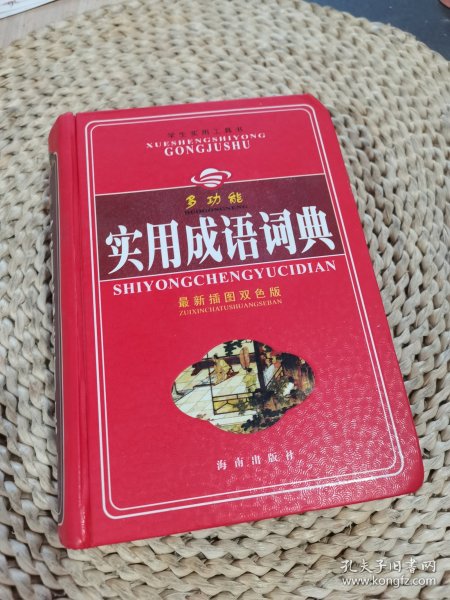 学生实用工具书
XUESHENGSHIYONG
GONGJUSHU
多功能
DUOGONGNENG
实用成语词典
SHIYONGCHENGYUCIDIAN
最新插图双色版
ZUIXINCHATUSHUANGSEBAN
海南出版社
孔夫子旧书网
www.kongfz.com